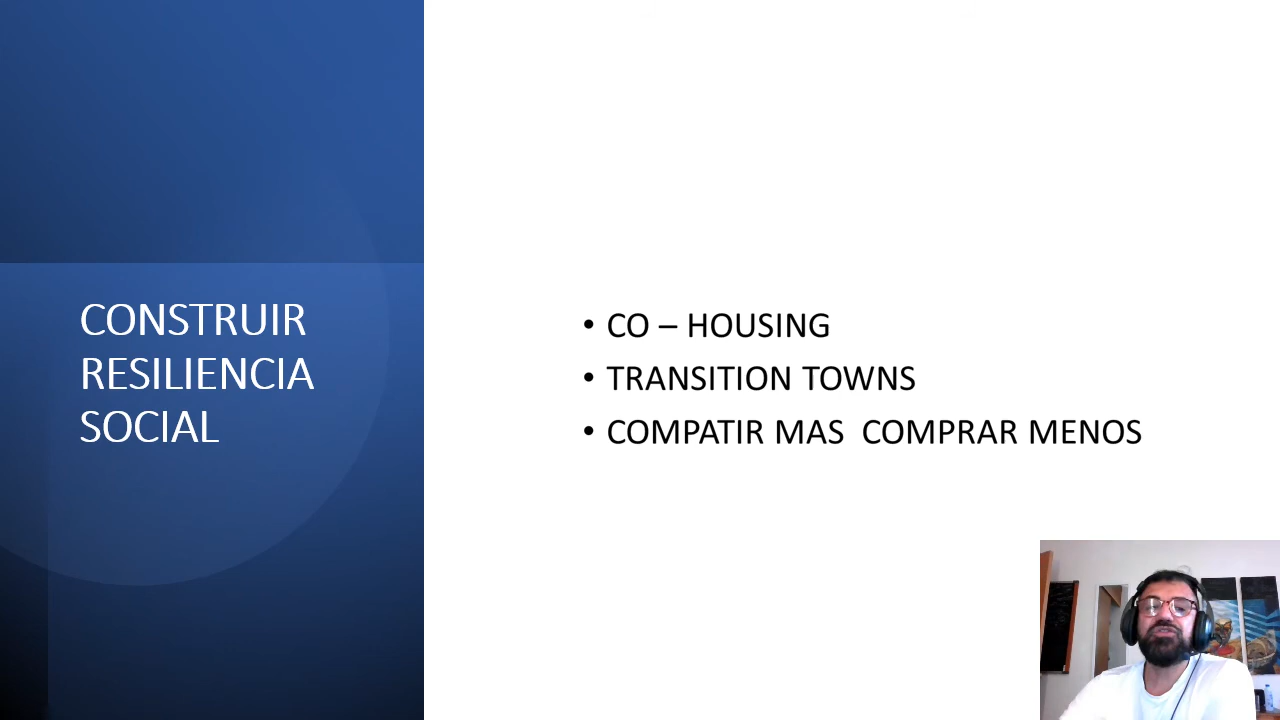 CONSTRUIR
RESILIENCIA
SOCIAL
• CO – HOUSING
• TRANSITION TOWNS
• COMPATIR MAS  COMPRAR MENOS